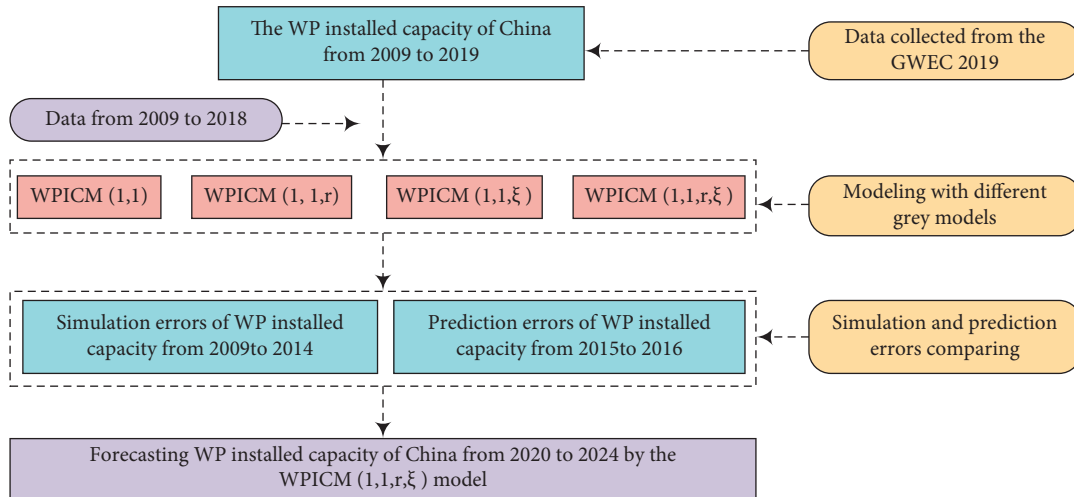 The WP installed capacity of China
from 2009 to 2019
Data collected from the
GWEC 2019
Data from 2009 to 2018
WPICM (1,1)
WPICM (1, 1,r)
WPICM (1,1,ξ )
WPICM (1,1,r,ξ )
Modeling with different
grey models
Simulation errors of WP installed
capacity from 2009to 2014
Prediction errors of WP installed
capacity from 2015to 2016
Simulation and prediction
errors comparing
Forecasting WP installed capacity of China from 2020 to 2024 by the
WPICM (1,1,r,ξ ) model